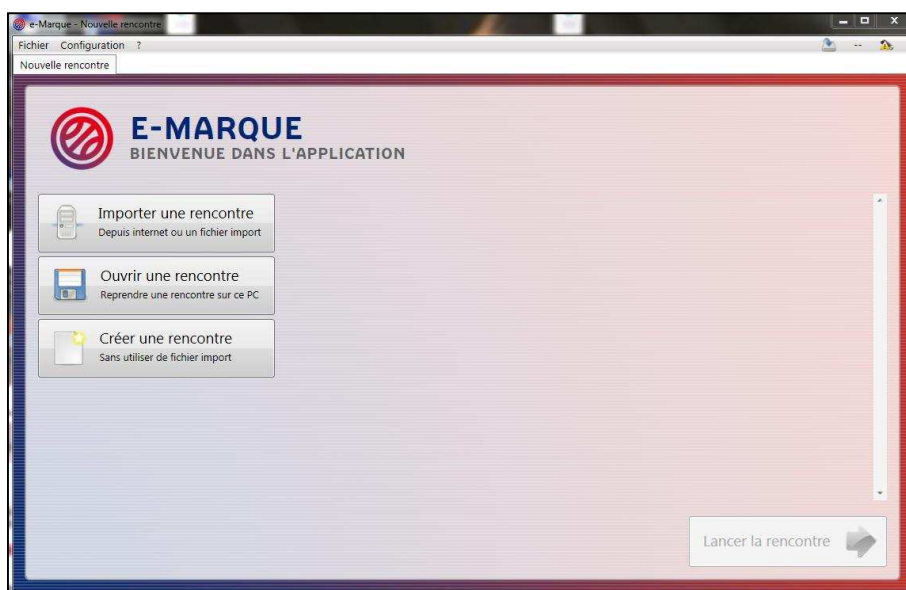 e-Marque - Nouvelle rencontre
Fichier Configuration ?
--
Nouvelle rencontre
E-MARQUE
BIENVENUE DANS L'APPLICATION
Importer une rencontre
Depuis internet ou un fichier import
Ouvrir une rencontre
Reprendre une rencontre sur ce PC
Créer une rencontre
Sans utiliser de fichier import
Lancer la rencontre